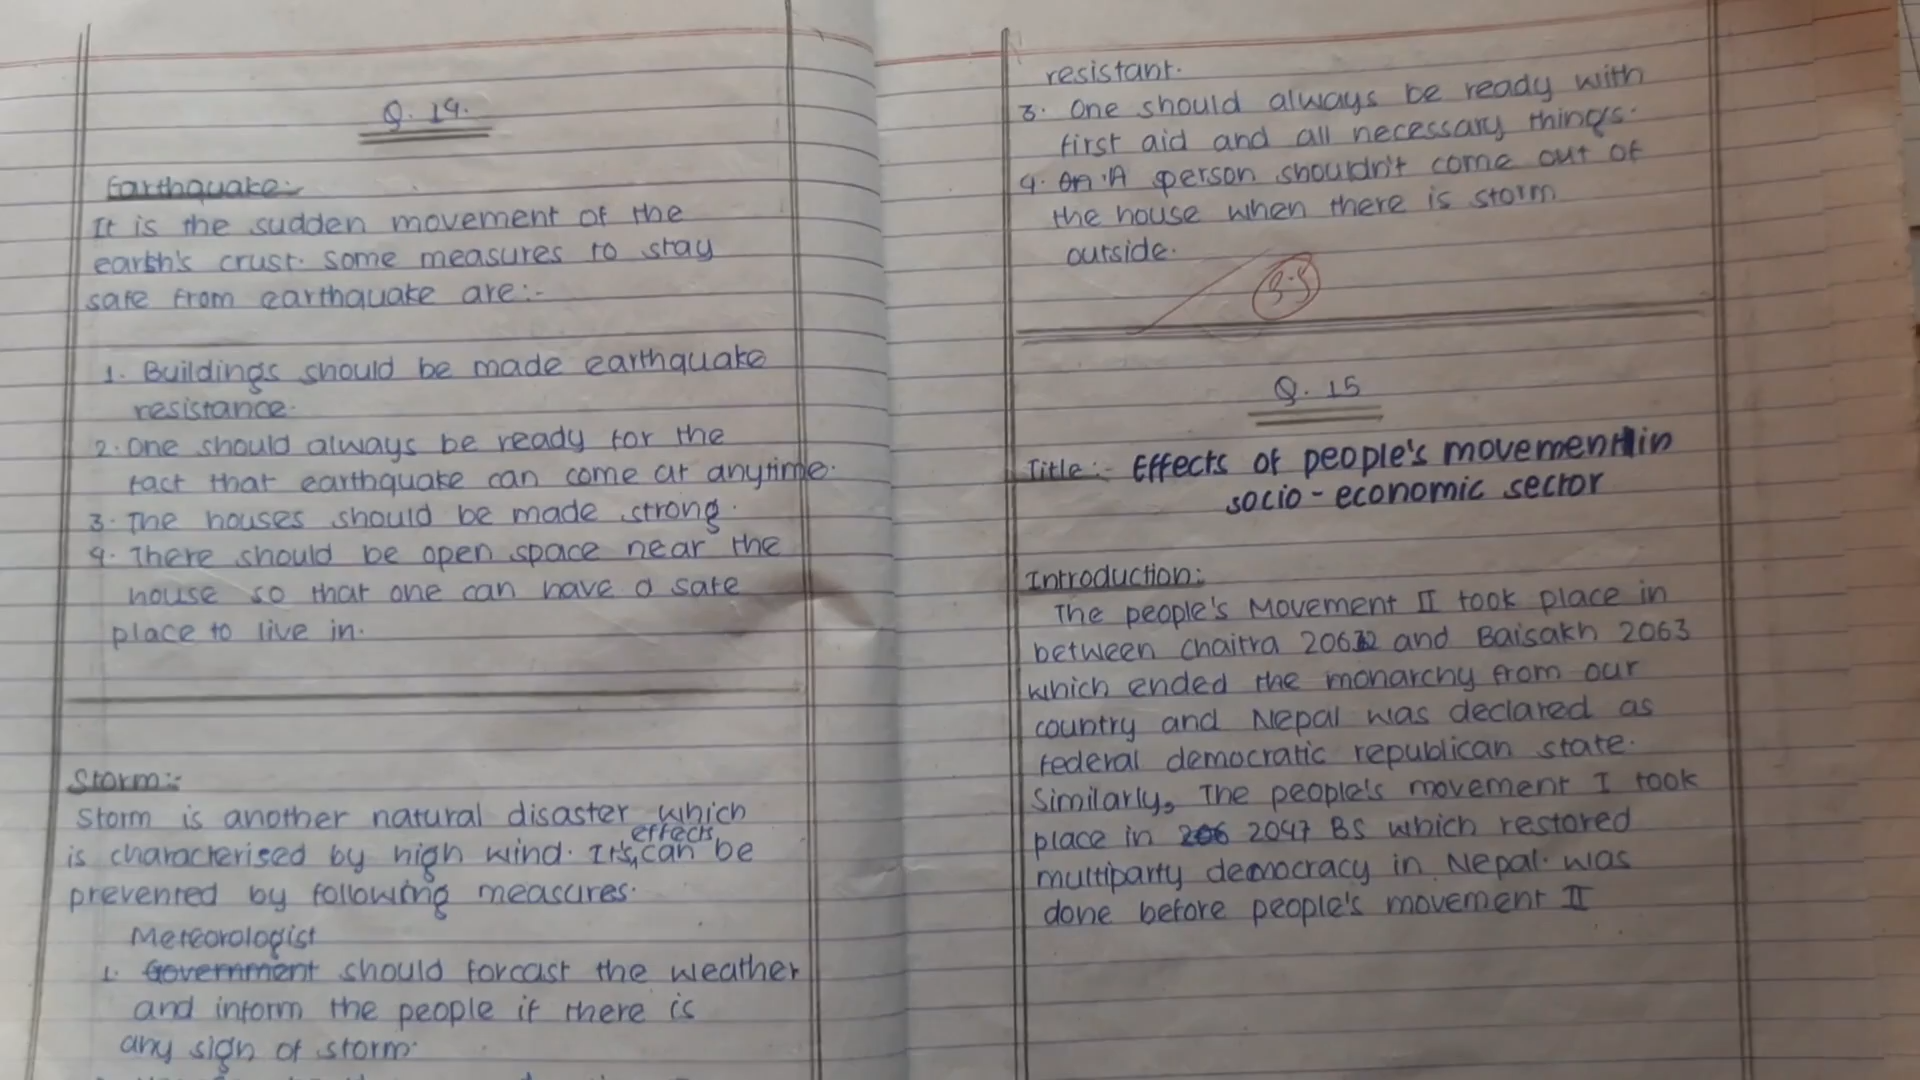 Q. 14.
Earthquake:-
It is the sudden movement of the
earth's crust. some measures to stay
safe from earthquake are:-
1. Buildings should be made earthquake
resistance.
2. One should always be ready for the
fact that earthquake can come at anytime.
3. The houses should be made strong.
4. There should be open space near the
house so that one can have a safe
place to live in.
Storm:-
Storm is another natural disaster which
is characterised by high wind. It's effects can be
prevented by following measures.
Meteorologist
1. Government should forcast the weather
and inform the people if there is
any sign of storm.
resistant.
3. One should always be ready with
first aid and all necessary things.
4. On. A person shouldn't come out of
the house when there is storm
outside.
3.5
Q. 15
Title:- Effects of people's movement in
socio-economic sector
Introduction:
The people's Movement II took place in
between Chaitra 2062 and Baisakh 2063
which ended the monarchy from our
country and Nepal was declared as
federal democratic republican state.
Similarly, The people's movement I took
place in 206 2047 BS which restored
multiparty democracy in Nepal. was
done before people's movement II